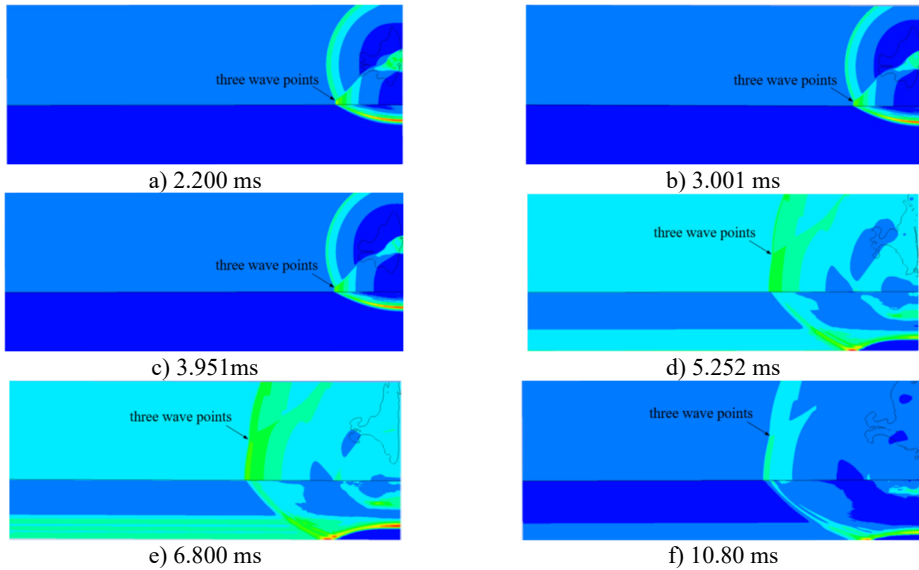 three wave points
three wave points
a) 2.200 ms
b) 3.001 ms
three wave points
three wave points
c) 3.951ms
d) 5.252 ms
three wave points
three wave points
e) 6.800 ms
f) 10.80 ms